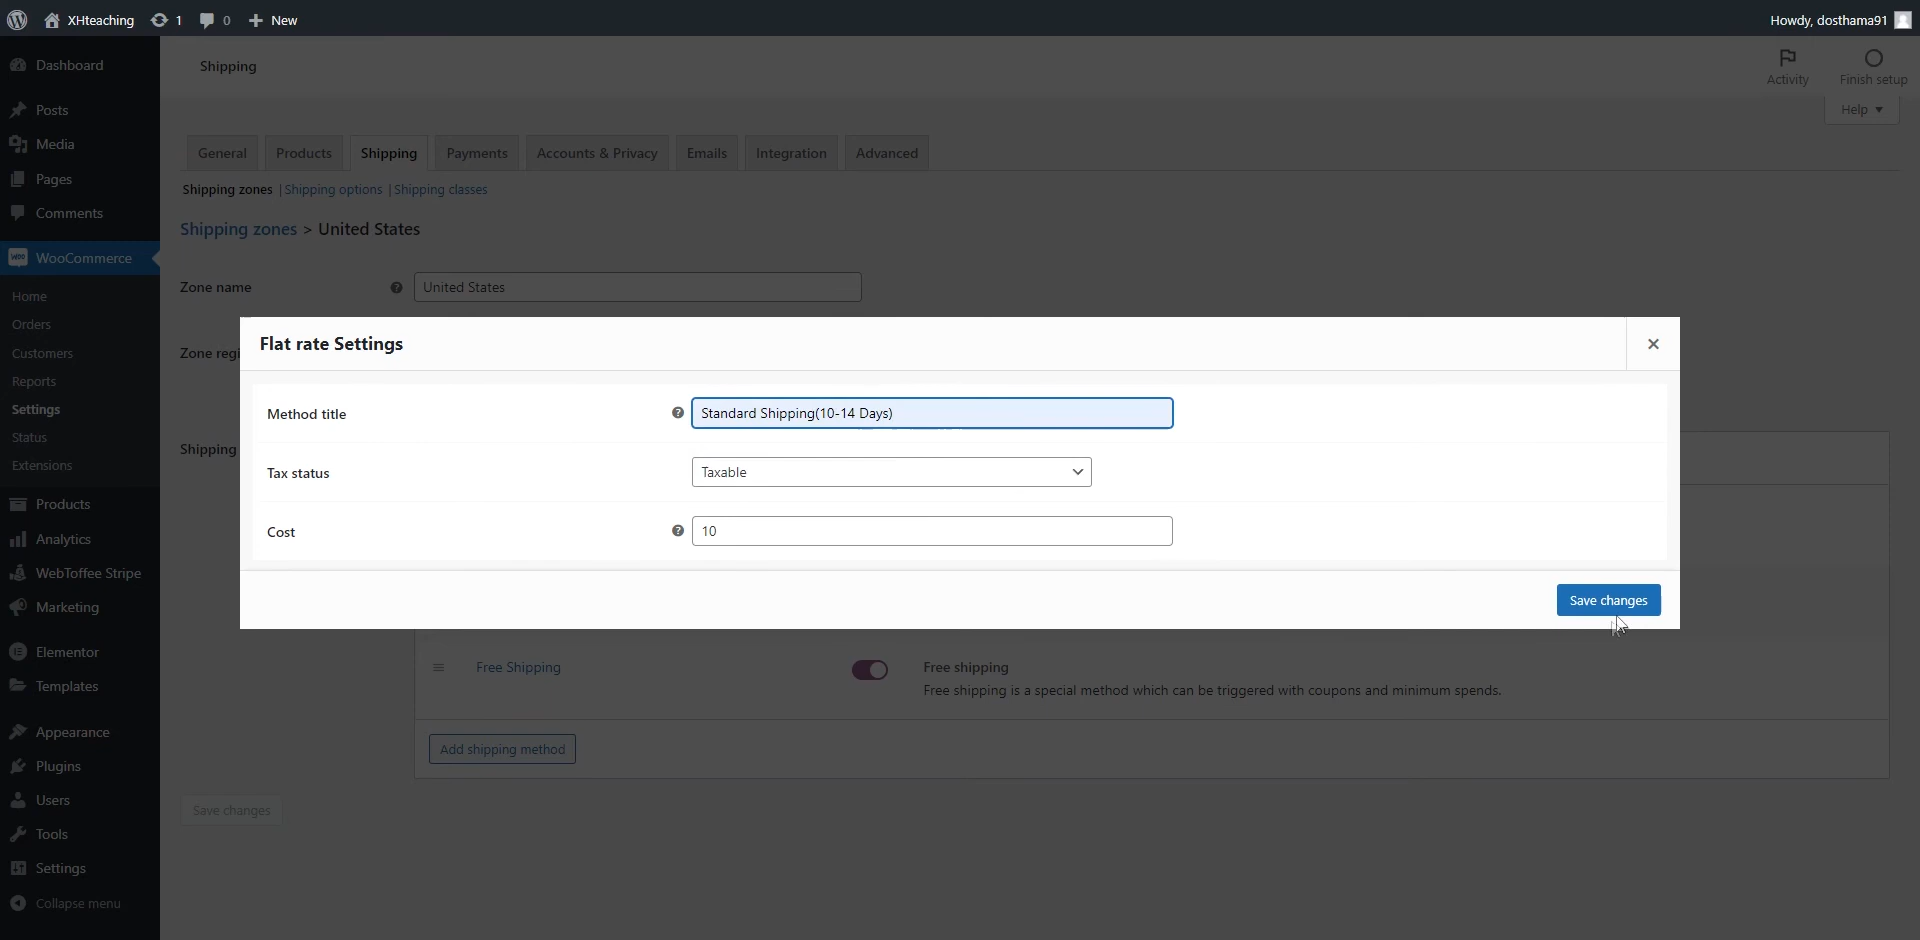 XHteaching
1
0
New
Howdy, dosthama91
Dashboard
Posts
Media
Pages
Comments
WooCommerce
Home
Orders
Customers
Reports
Settings
Status
Extensions
Products
Analytics
WebToffee Stripe
Marketing
Elementor
Templates
Appearance
Plugins
Users
Tools
Settings
Collapse menu
Shipping
Activity
Finish setup
Help
General
Products
Shipping
Payments
Accounts & Privacy
Emails
Integration
Advanced
Shipping zones | Shipping options | Shipping classes
Shipping zones > United States
Zone name
United States
Zone regi
Shipping
Flat rate Settings
Method title
Standard Shipping(10-14 Days)
Tax status
Taxable
Cost
10
Save changes
Free Shipping
Free shipping
Free shipping is a special method which can be triggered with coupons and minimum spends.
Add shipping method
Save changes